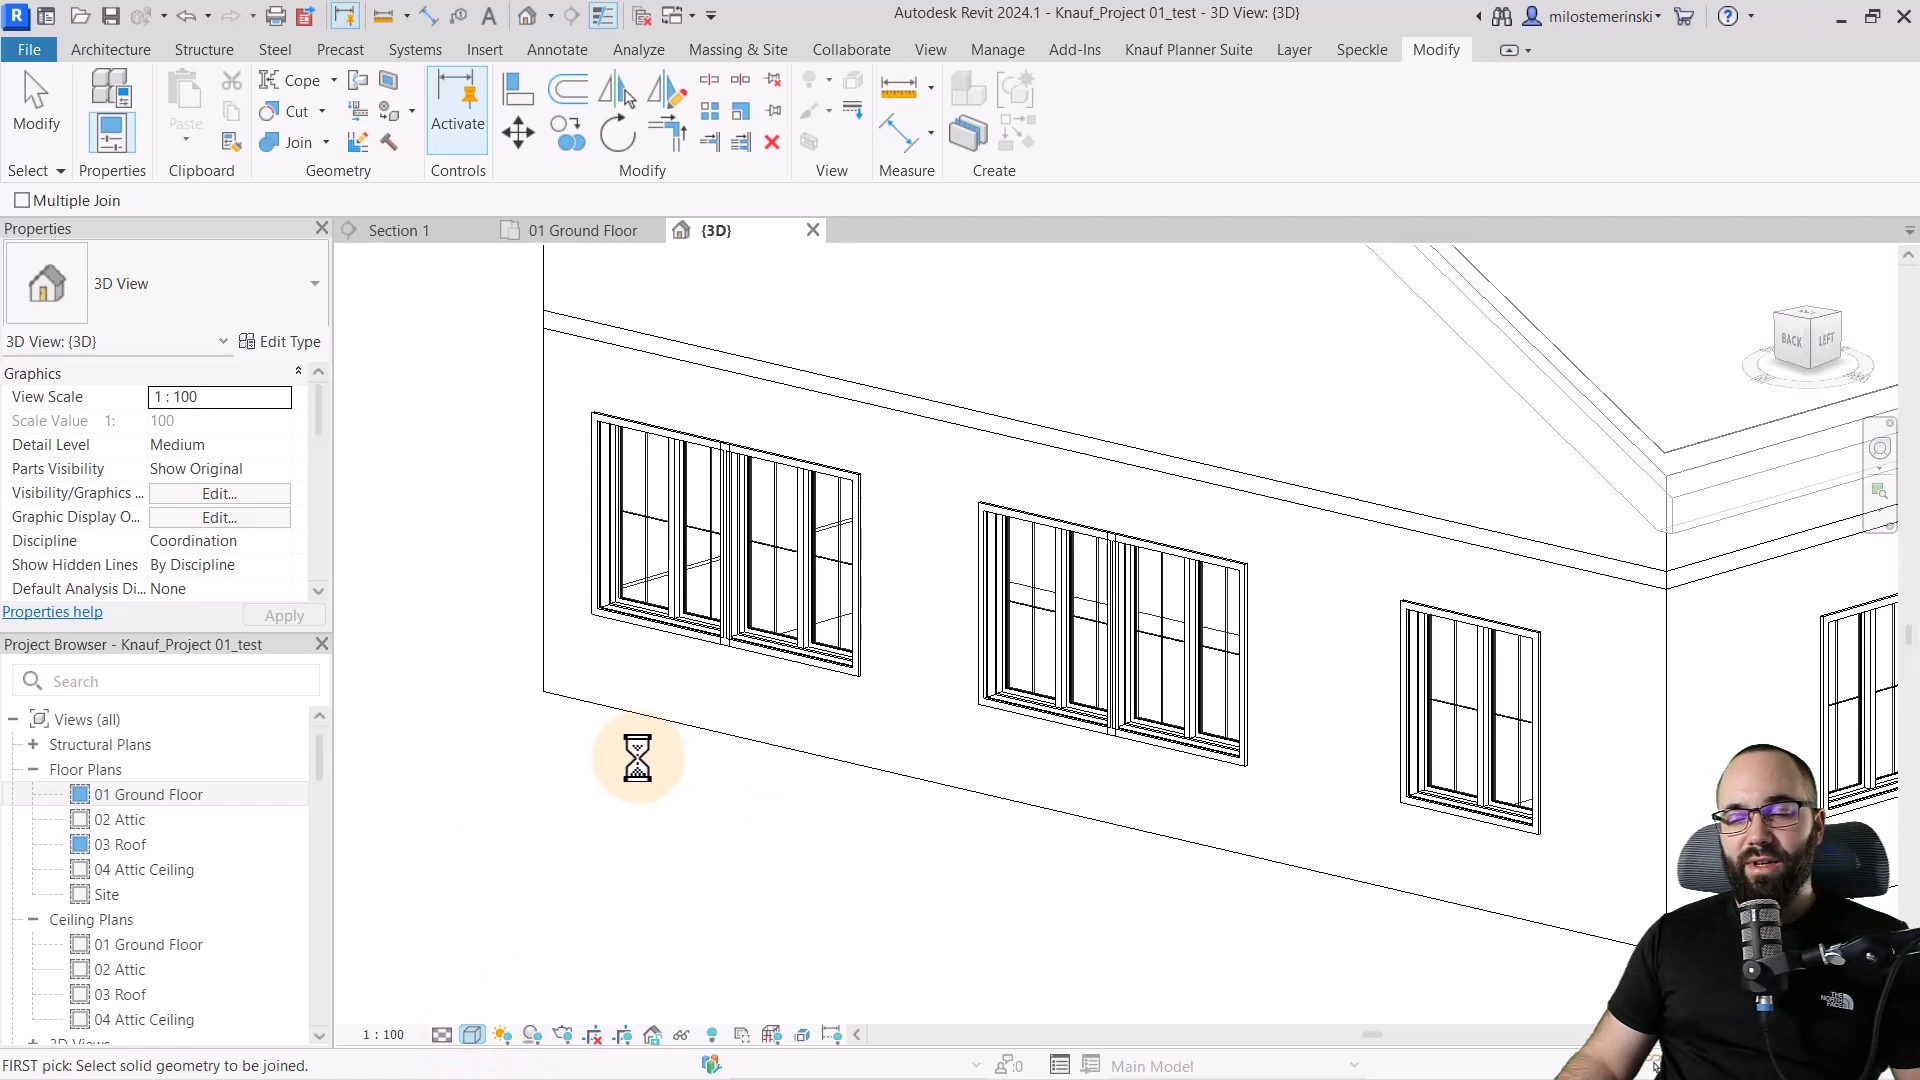 Autodesk Revit 2024.1 - Knauf_Project 01_test - 3D View: {3D}
milostemerinski
File Architecture Structure Steel Precast Systems Insert Annotate Analyze Massing & Site Collaborate View Manage Add-Ins Knauf Planner Suite Layer Speckle Modify
Modify
Paste
Cope
Cut
Join
Activate
Select Properties Clipboard Geometry Controls Modify View Measure Create
Multiple Join
Properties
Section 1
01 Ground Floor
{3D}
3D View
3D View: {3D}
Edit Type
Graphics
View Scale 1 : 100
Scale Value 1: 100
Detail Level Medium
Parts Visibility Show Original
Visibility/Graphics ... Edit...
Graphic Display O... Edit...
Discipline Coordination
Show Hidden Lines By Discipline
Default Analysis Di... None
Properties help
Apply
Project Browser - Knauf_Project 01_test
Search
Views (all)
Structural Plans
Floor Plans
01 Ground Floor
02 Attic
03 Roof
04 Attic Ceiling
Site
Ceiling Plans
01 Ground Floor
02 Attic
03 Roof
04 Attic Ceiling
BACK LEFT
THE NORTH FACE
1 : 100
FIRST pick: Select solid geometry to be joined.
:0
Main Model